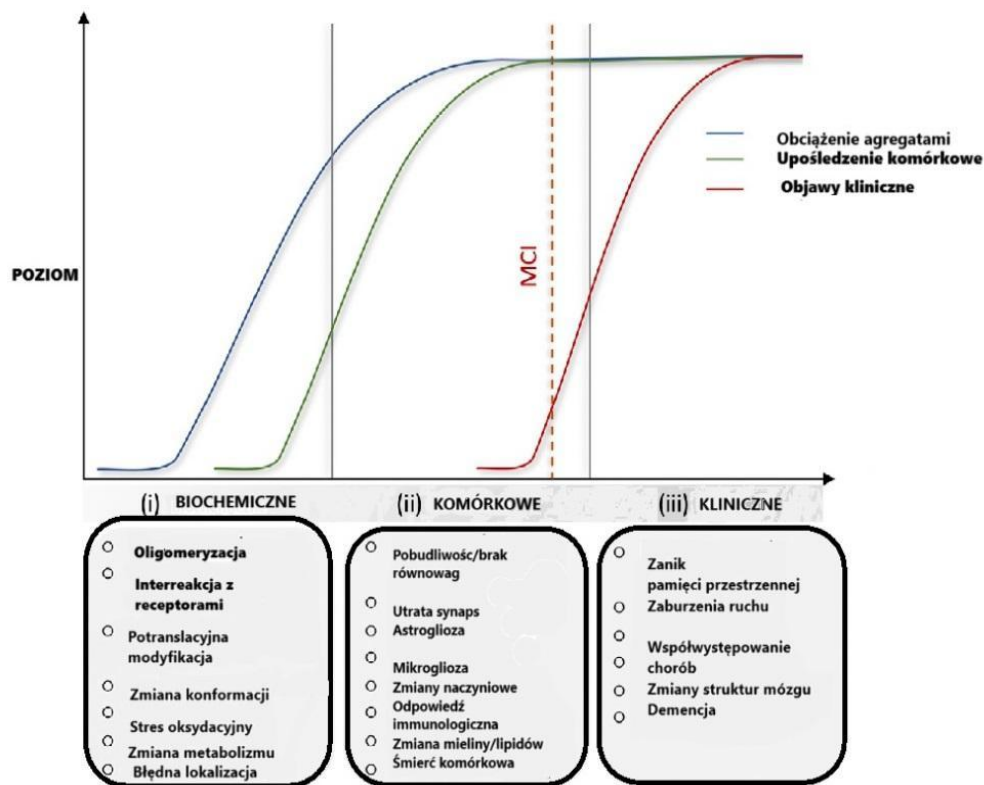 Obciążenie agregatami
Upośledzenie komórkowe
Objawy kliniczne
POZIOM
MCI
(i) BIOCHEMICZNE
(ii) KOMÓRKOWE
(iii) KLINICZNE
Oligomeryzacja
Interreakcja z
receptorami
Potranslacyjna
modyfikacja
Zmiana konformacji
Stres oksydacyjny
Zmiana metabolizmu
Błędna lokalizacja
Pobudliwośc/brak
równowag
Utrata synaps
Astroglioza
Mikroglioza
Zmiany naczyniowe
Odpowiedź
immunologiczna
Zmiana mieliny/lipidów
Śmierć komórkowa
Zanik
pamięci przestrzennej
Zaburzenia ruchu
Współwystępowanie
chorób
Zmiany struktur mózgu
Demencja